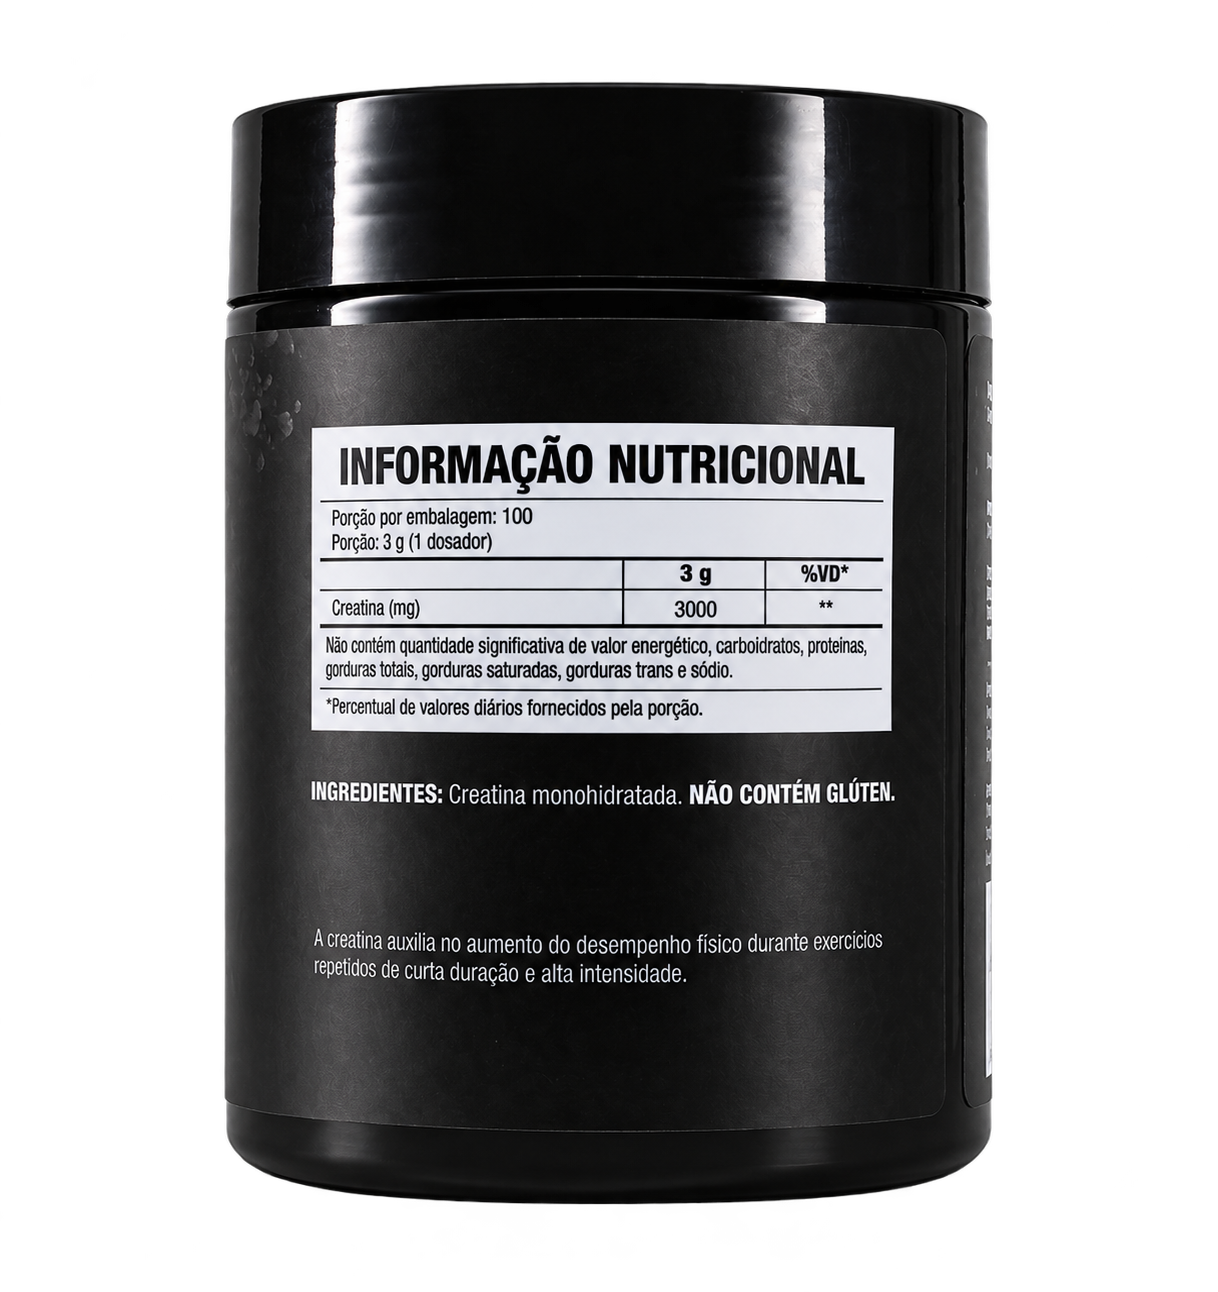 INFORMAÇÃO NUTRICIONAL
Porção por embalagem: 100
Porção: 3 g (1 dosador)
3 g %VD*
Creatina (mg) 3000 **
Não contém quantidade significativa de valor energético, carboidratos, proteínas,
gorduras totais, gorduras saturadas, gorduras trans e sódio.
*Percentual de valores diários fornecidos pela porção.
INGREDIENTES: Creatina monohidratada. NÃO CONTÉM GLÚTEN.
A creatina auxilia no aumento do desempenho físico durante exercícios
repetidos de curta duração e alta intensidade.